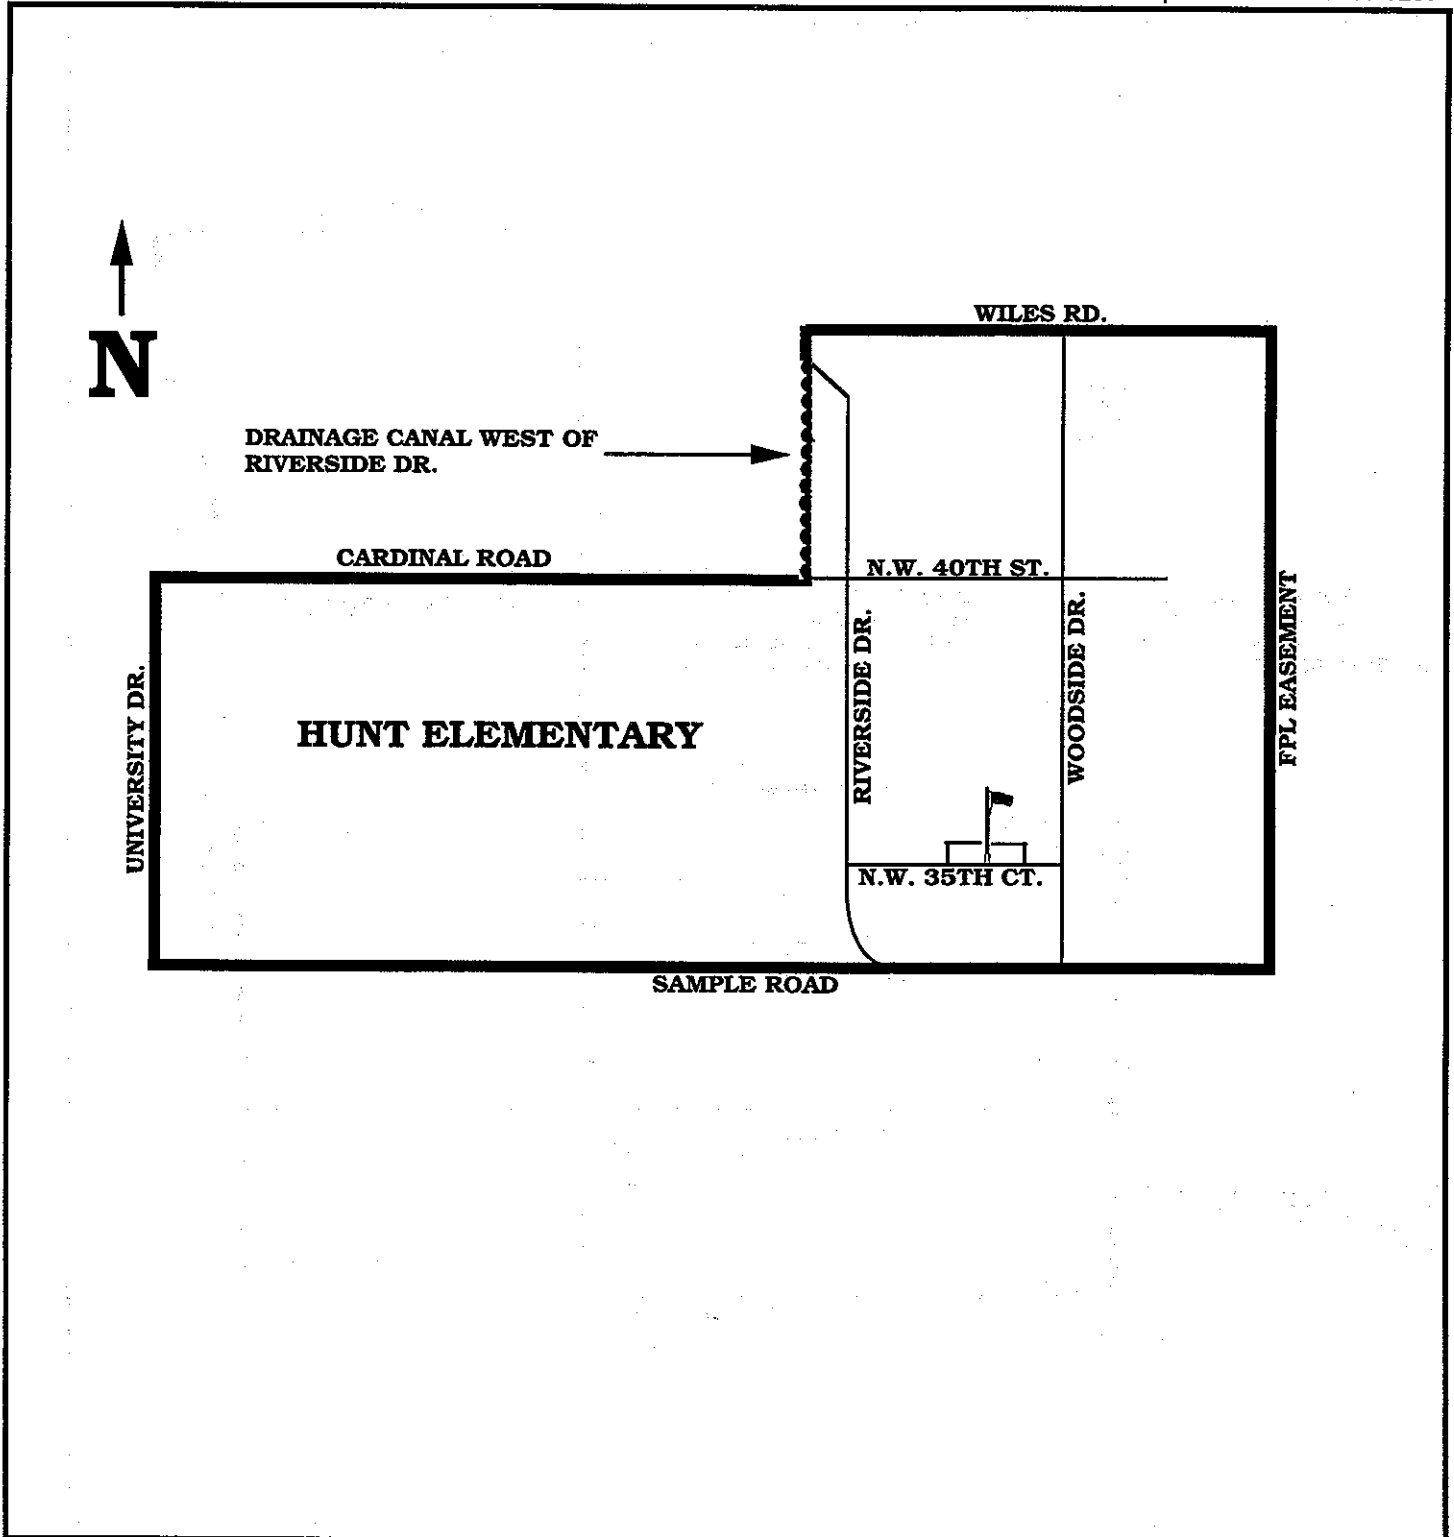 WILES RD.
N
DRAINAGE CANAL WEST OF
RIVERSIDE DR.
CARDINAL ROAD
N.W. 40TH ST.
UNIVERSITY DR.
HUNT ELEMENTARY
RIVERSIDE DR.
WOODSIDE DR.
FPL EASEMENT
N.W. 35TH CT.
SAMPLE ROAD